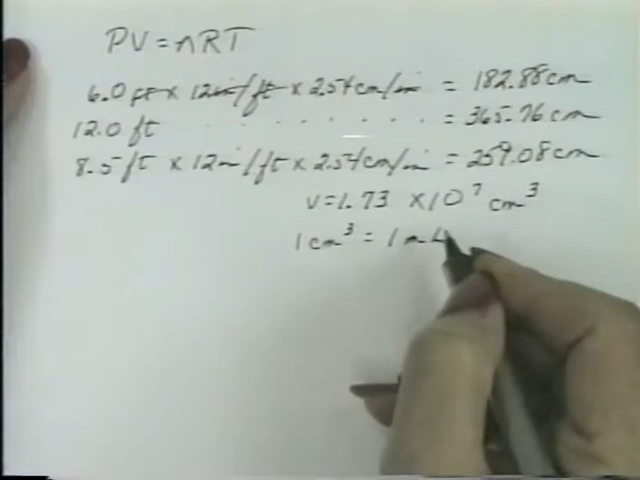 PV = nRT
6.0 ft x 12 in/ft x 2.54 cm/in = 182.88 cm
12.0 ft . . . . . . . . = 365.76 cm
8.5 ft x 12 in/ft x 2.54 cm/in = 259.08 cm
V = 1.73 x 10⁷ cm³
1 cm³ = 1 mL